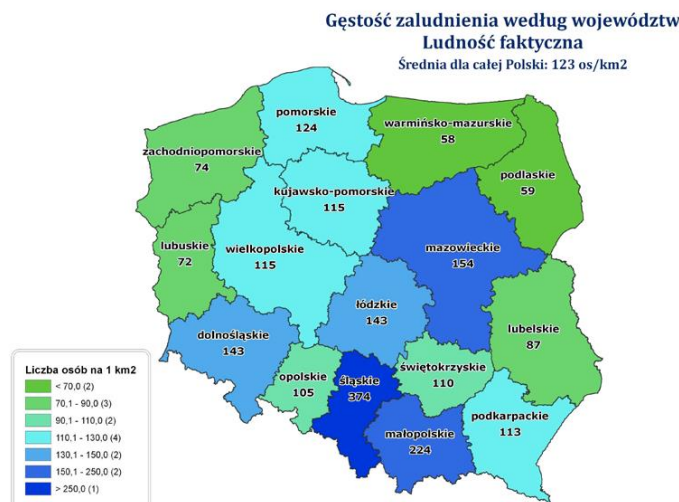 Gęstość zaludnienia według województw
Ludność faktyczna
Średnia dla całej Polski: 123 os/km2
pomorskie
124
warmińsko-mazurskie
58
zachodniopomorskie
74
podlaskie
59
kujawsko-pomorskie
115
lubuskie
72
wielkopolskie
115
mazowieckie
154
łódzkie
143
dolnośląskie
143
lubelskie
87
opolskie
105
śląskie
374
świętokrzyskie
110
małopolskie
224
podkarpackie
113
Liczba osób na 1 km2
< 70,0 (2)
70,1 - 90,0 (3)
90,1 - 110,0 (2)
110,1 - 130,0 (4)
130,1 - 150,0 (2)
150,1 - 250,0 (2)
> 250,0 (1)